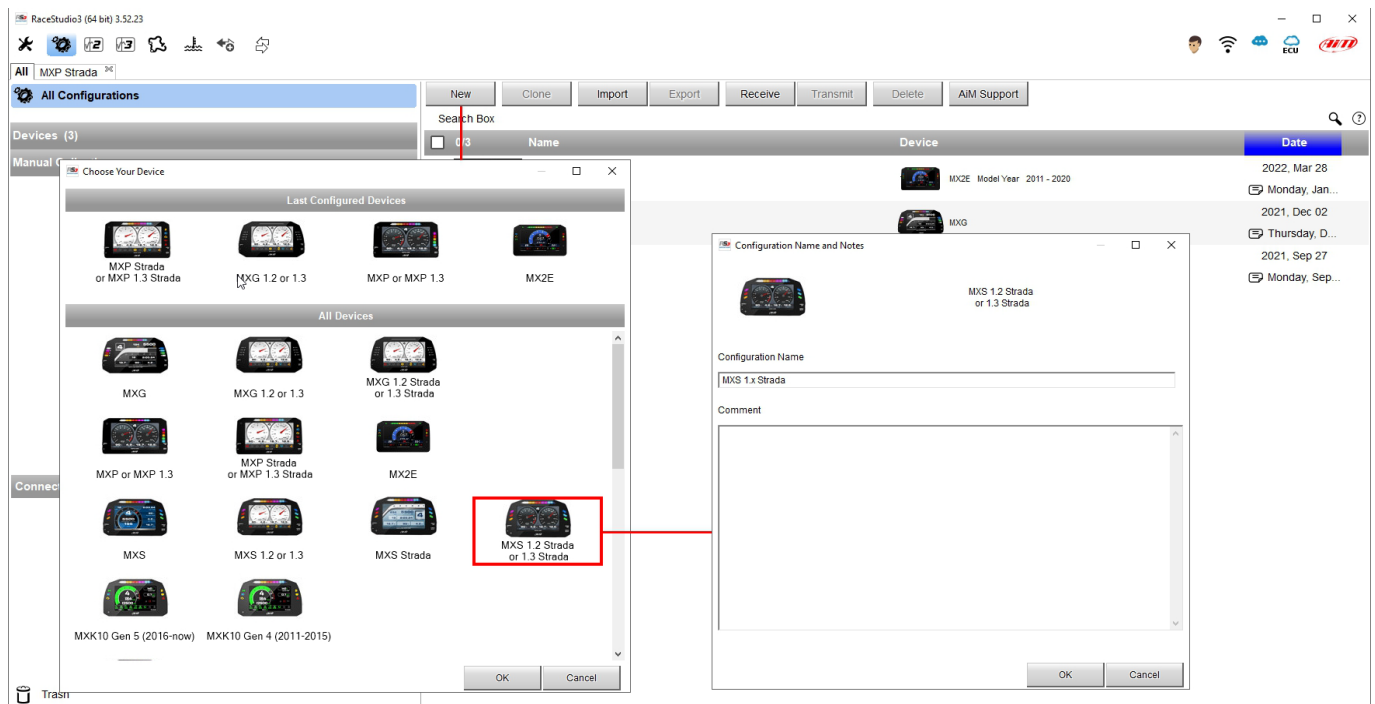 RaceStudio3 (64 bit) 3.52.23
ECU
All MXP Strada
All Configurations
New Clone Import Export Receive Transmit Delete AiM Support
Search Box
Devices (3)
Name Device Date
Manual
MX2E Model Year 2011 - 2020
2022, Mar 28
Monday, Jan...
MXG
2021, Dec 02
Thursday, D...
2021, Sep 27
Monday, Sep...
Choose Your Device
Last Configured Devices
MXP Strada
or MXP 1.3 Strada
MXG 1.2 or 1.3
MXP or MXP 1.3
MX2E
All Devices
MXG
MXG 1.2 or 1.3
MXG 1.2 Strada
or 1.3 Strada
MXP or MXP 1.3
MXP Strada
or MXP 1.3 Strada
MX2E
MXS
MXS 1.2 or 1.3
MXS Strada
MXS 1.2 Strada
or 1.3 Strada
MXK10 Gen 5 (2016-now)
MXK10 Gen 4 (2011-2015)
OK Cancel
Connec
Trash
Configuration Name and Notes
MXS 1.2 Strada
or 1.3 Strada
Configuration Name
MXS 1.x Strada
Comment
OK Cancel